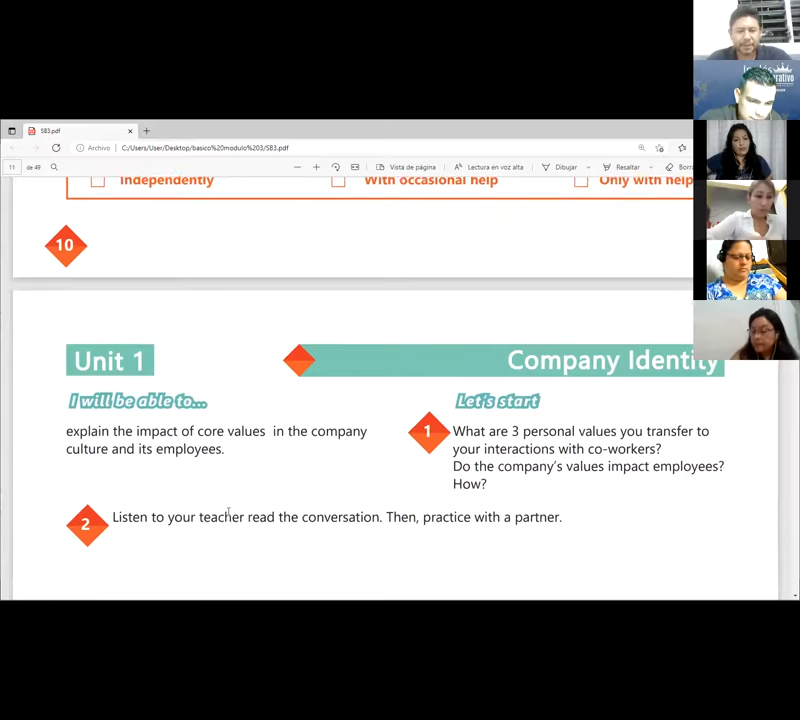 SB3.pdf
Archivo C:/Users/User/Desktop/basico%20modulo%203/SB3.pdf
11 de 49 Vista de página Lectura en voz alta Dibujar Resaltar Borra
Independently With occasional help Only with help
10
Unit 1 Company Identity
I will be able to...
explain the impact of core values in the company
culture and its employees.
Let's start
1
What are 3 personal values you transfer to
your interactions with co-workers?
Do the company's values impact employees?
How?
2
Listen to your teacher read the conversation. Then, practice with a partner.